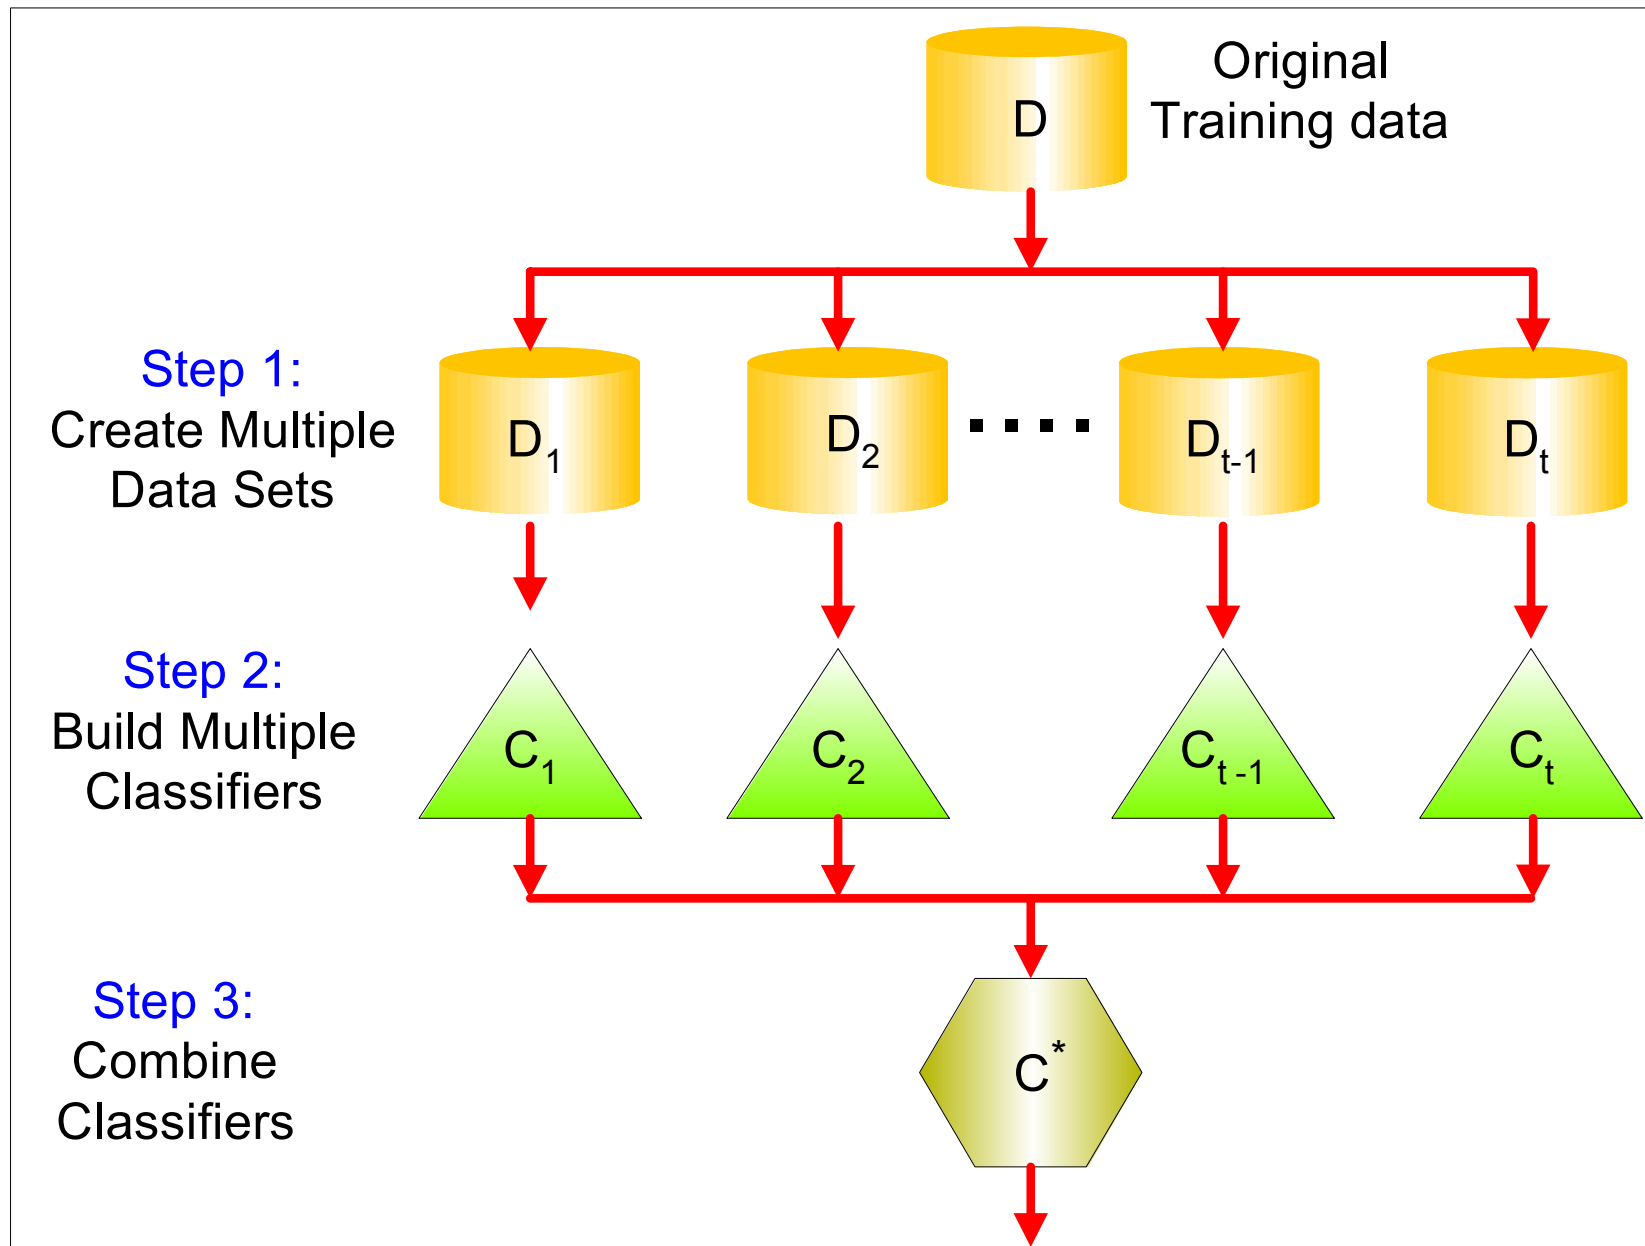 Original
Training data
D
Step 1:
Create Multiple
Data Sets
D1
D2
....
Dt-1
Dt
Step 2:
Build Multiple
Classifiers
C1
C2
Ct -1
Ct
Step 3:
Combine
Classifiers
C*